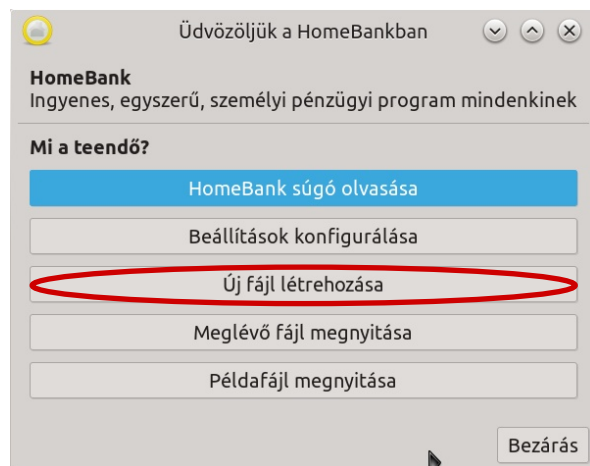 Üdvözöljük a HomeBankban
HomeBank
Ingyenes, egyszerű, személyi pénzügyi program mindenkinek
Mi a teendő?
HomeBank súgó olvasása
Beállítások konfigurálása
Új fájl létrehozása
Meglévő fájl megnyitása
Példafájl megnyitása
Bezárás